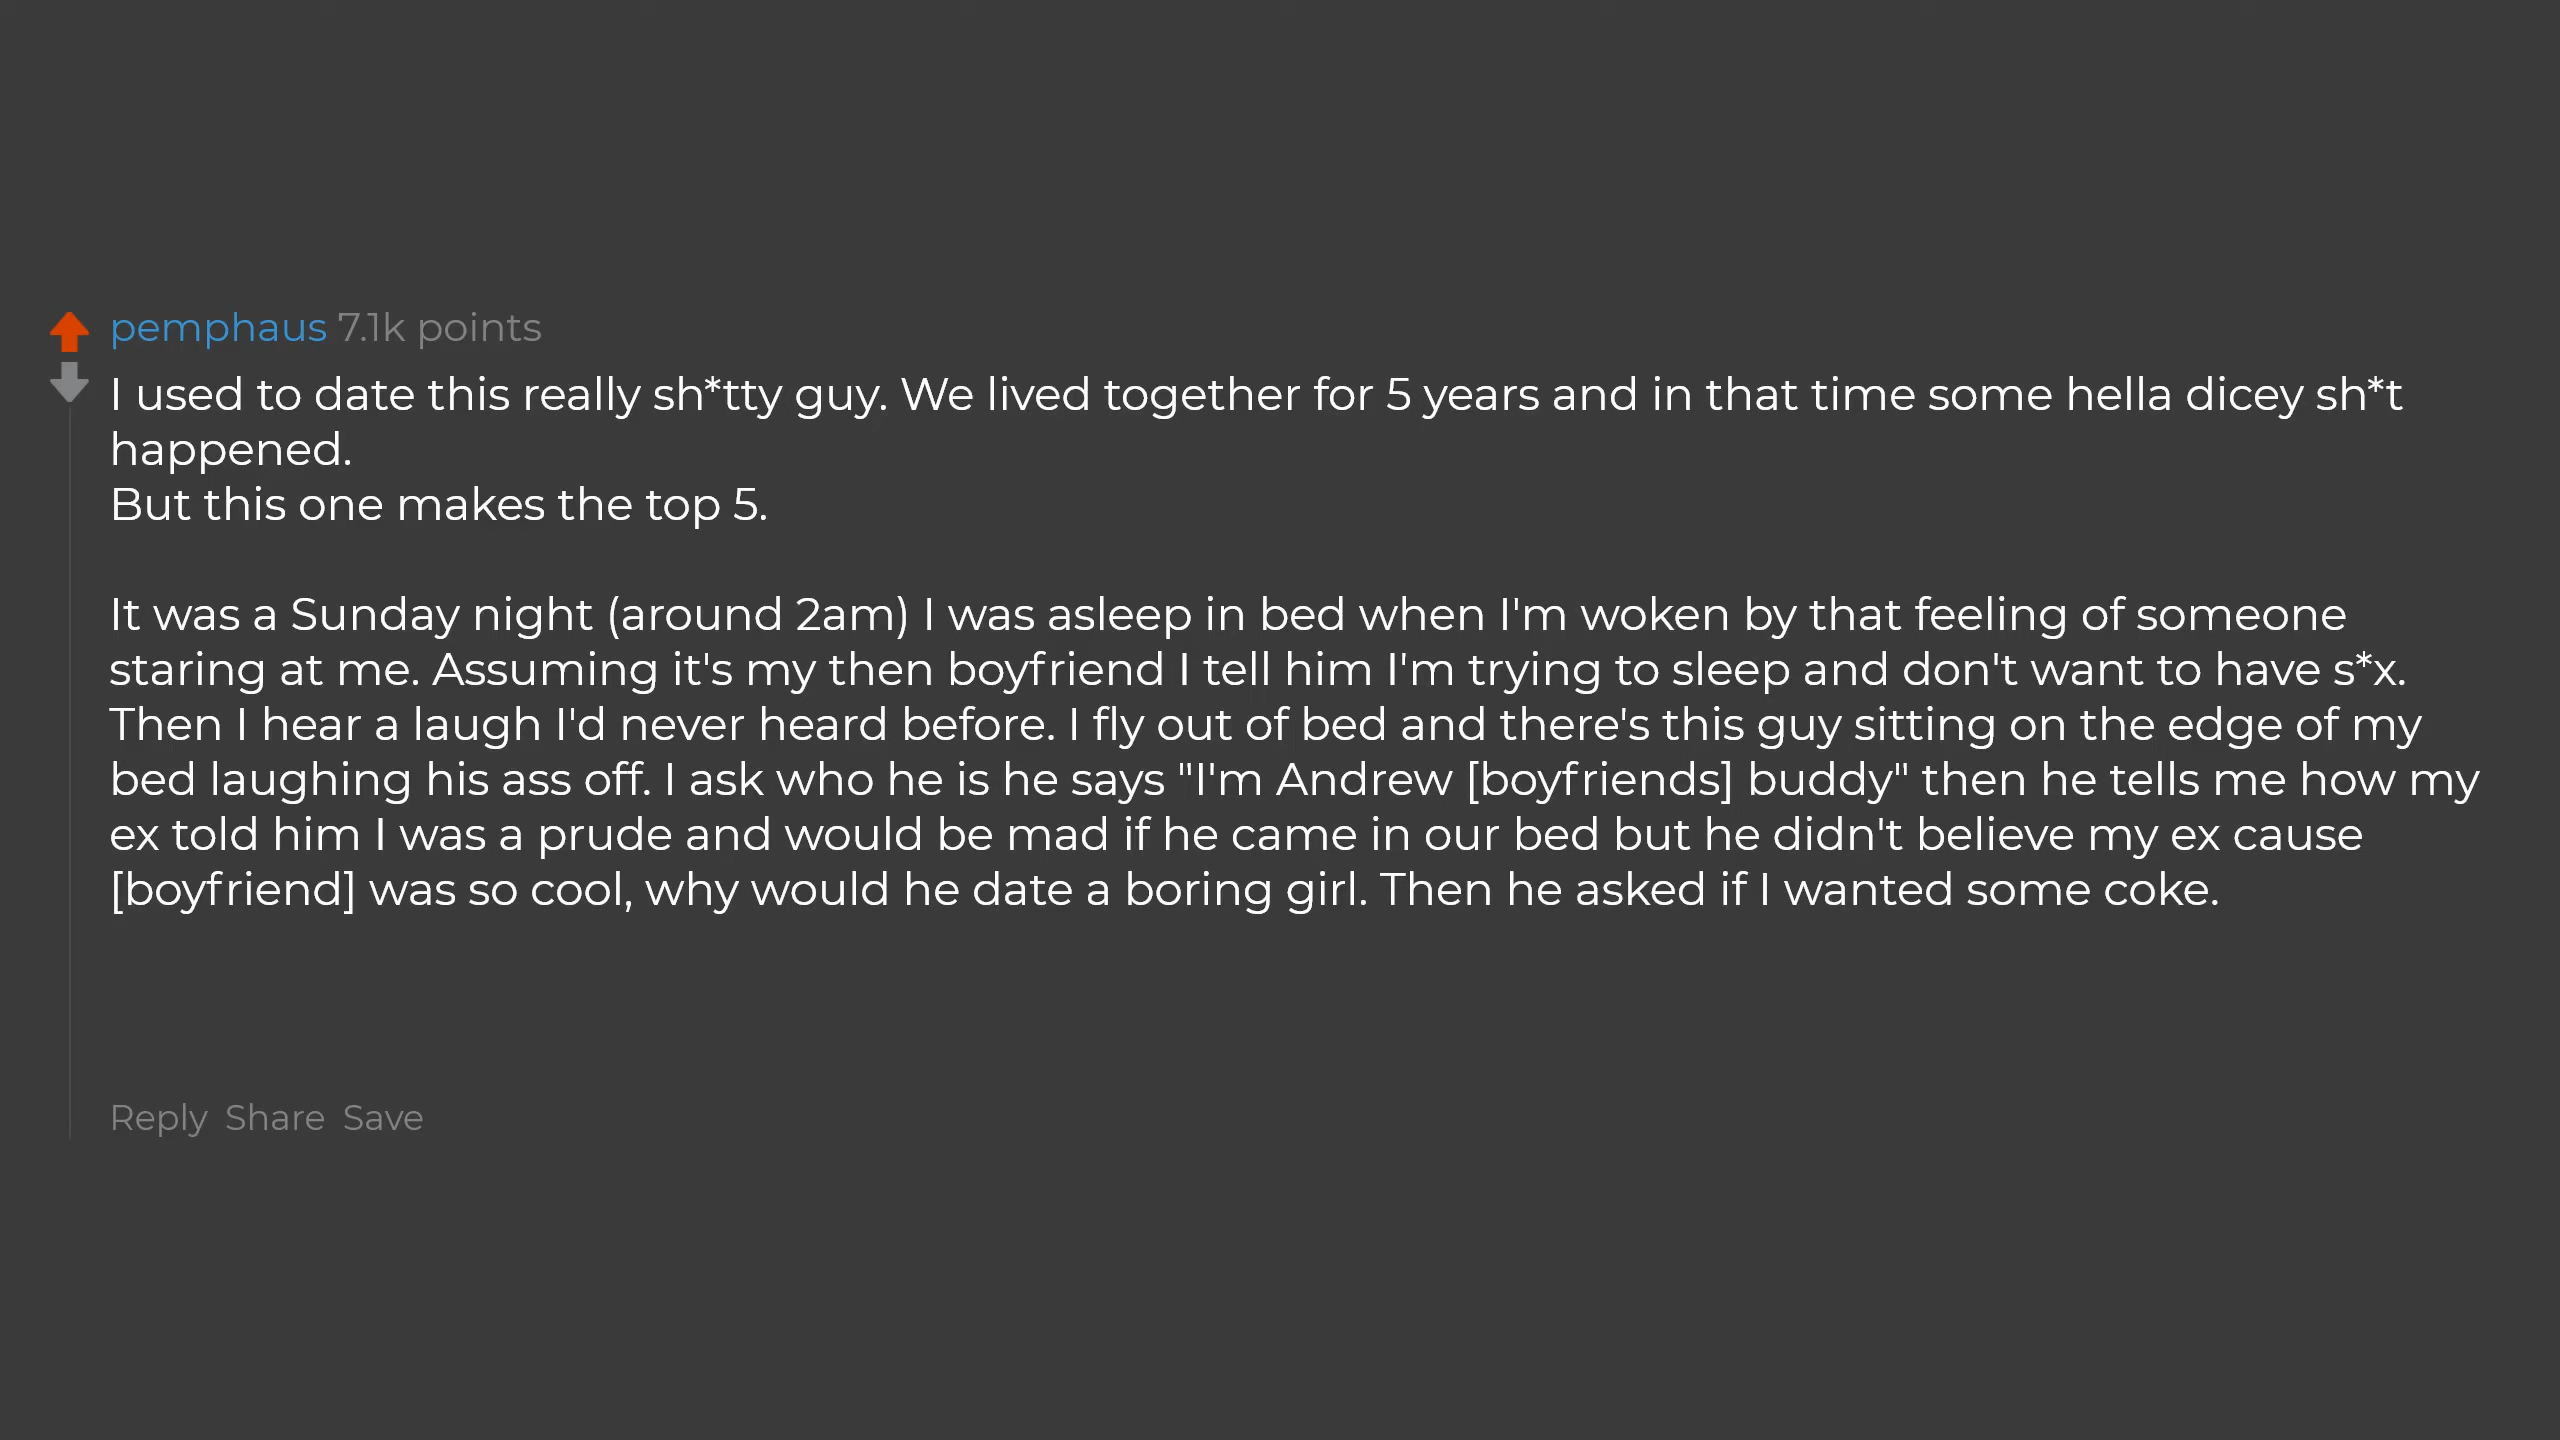 pemphaus 7.1k points
I used to date this really sh*tty guy. We lived together for 5 years and in that time some hella dicey sh*t
happened.
But this one makes the top 5.
It was a Sunday night (around 2am) I was asleep in bed when I'm woken by that feeling of someone
staring at me. Assuming it's my then boyfriend I tell him I'm trying to sleep and don't want to have s*x.
Then I hear a laugh I'd never heard before. I fly out of bed and there's this guy sitting on the edge of my
bed laughing his ass off. I ask who he is he says "I'm Andrew [boyfriends] buddy" then he tells me how my
ex told him I was a prude and would be mad if he came in our bed but he didn't believe my ex cause
[boyfriend] was so cool, why would he date a boring girl. Then he asked if I wanted some coke.
Reply Share Save